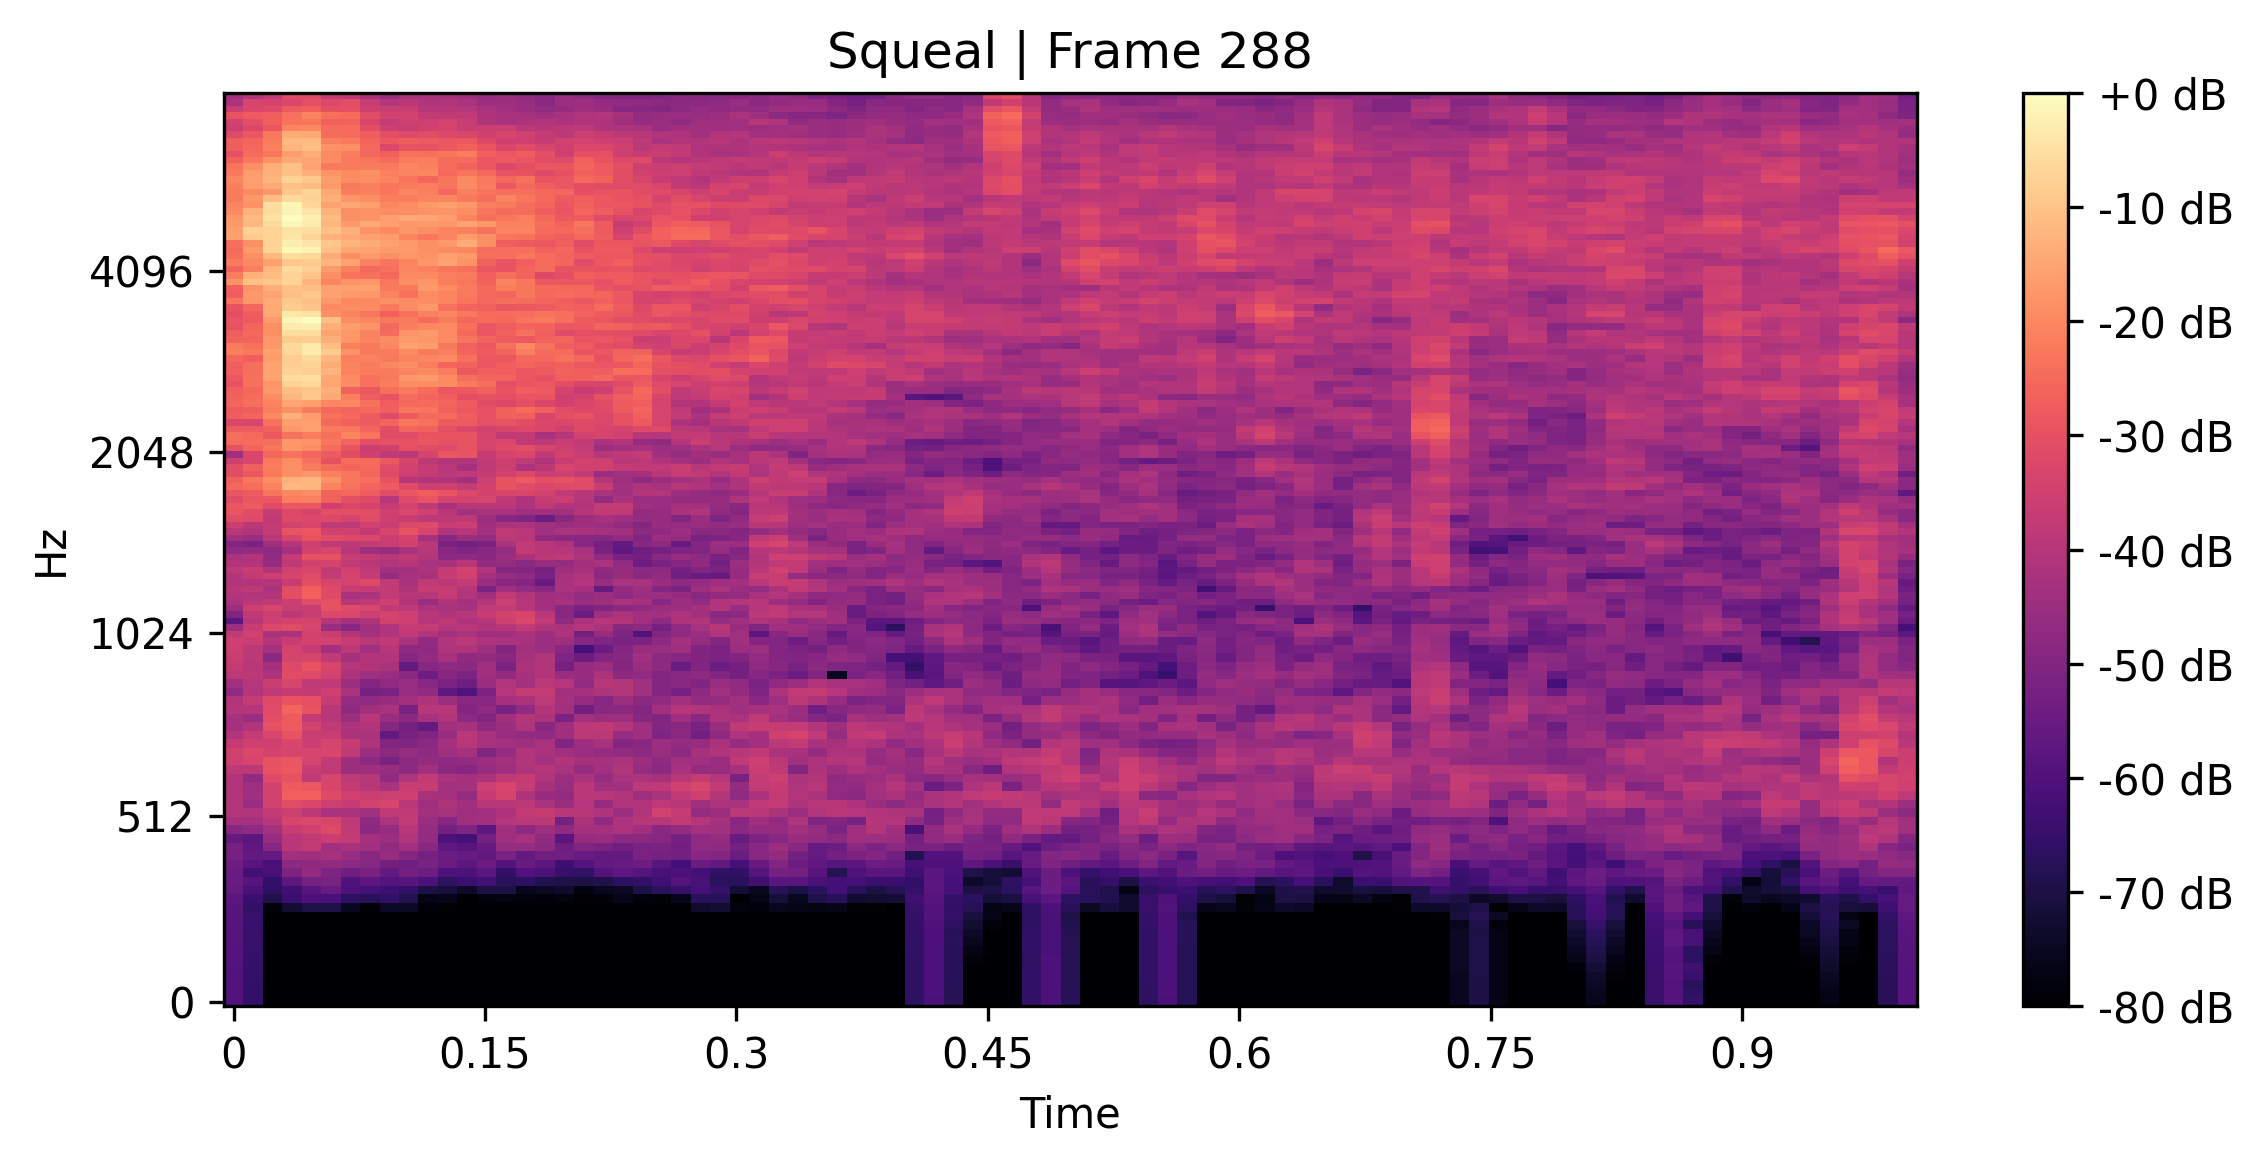 Squeal | Frame 288
+0 dB
-10 dB
4096
-20 dB
-30 dB
2048
-40 dB
Hz
1024
-50 dB
512
-60 dB
-70 dB
0
-80 dB
0 0.15 0.3 0.45 0.6 0.75 0.9
Time